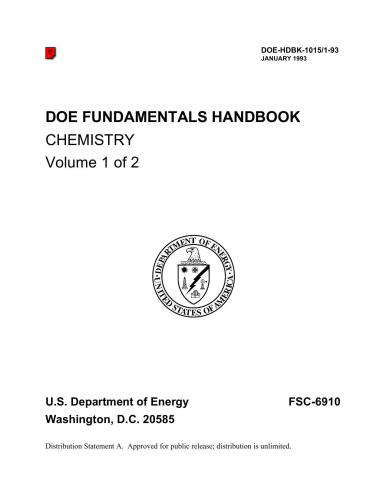 DOE-HDBK-1015/1-93
JANUARY 1993
DOE FUNDAMENTALS HANDBOOK
CHEMISTRY
Volume 1 of 2
DEPARTMENT OF ENERGY
UNITED STATES OF AMERICA
U.S. Department of Energy FSC-6910
Washington, D.C. 20585
Distribution Statement A. Approved for public release; distribution is unlimited.